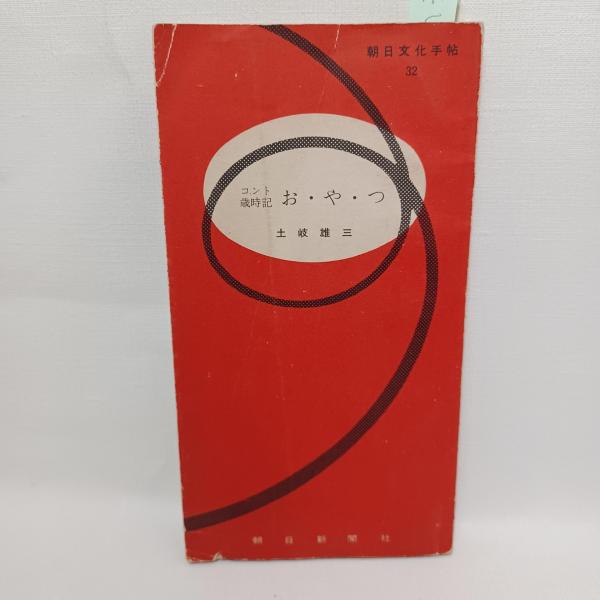 朝日文化手帖
32
コント
歳時記 お・や・つ
土岐雄三
朝日新聞社